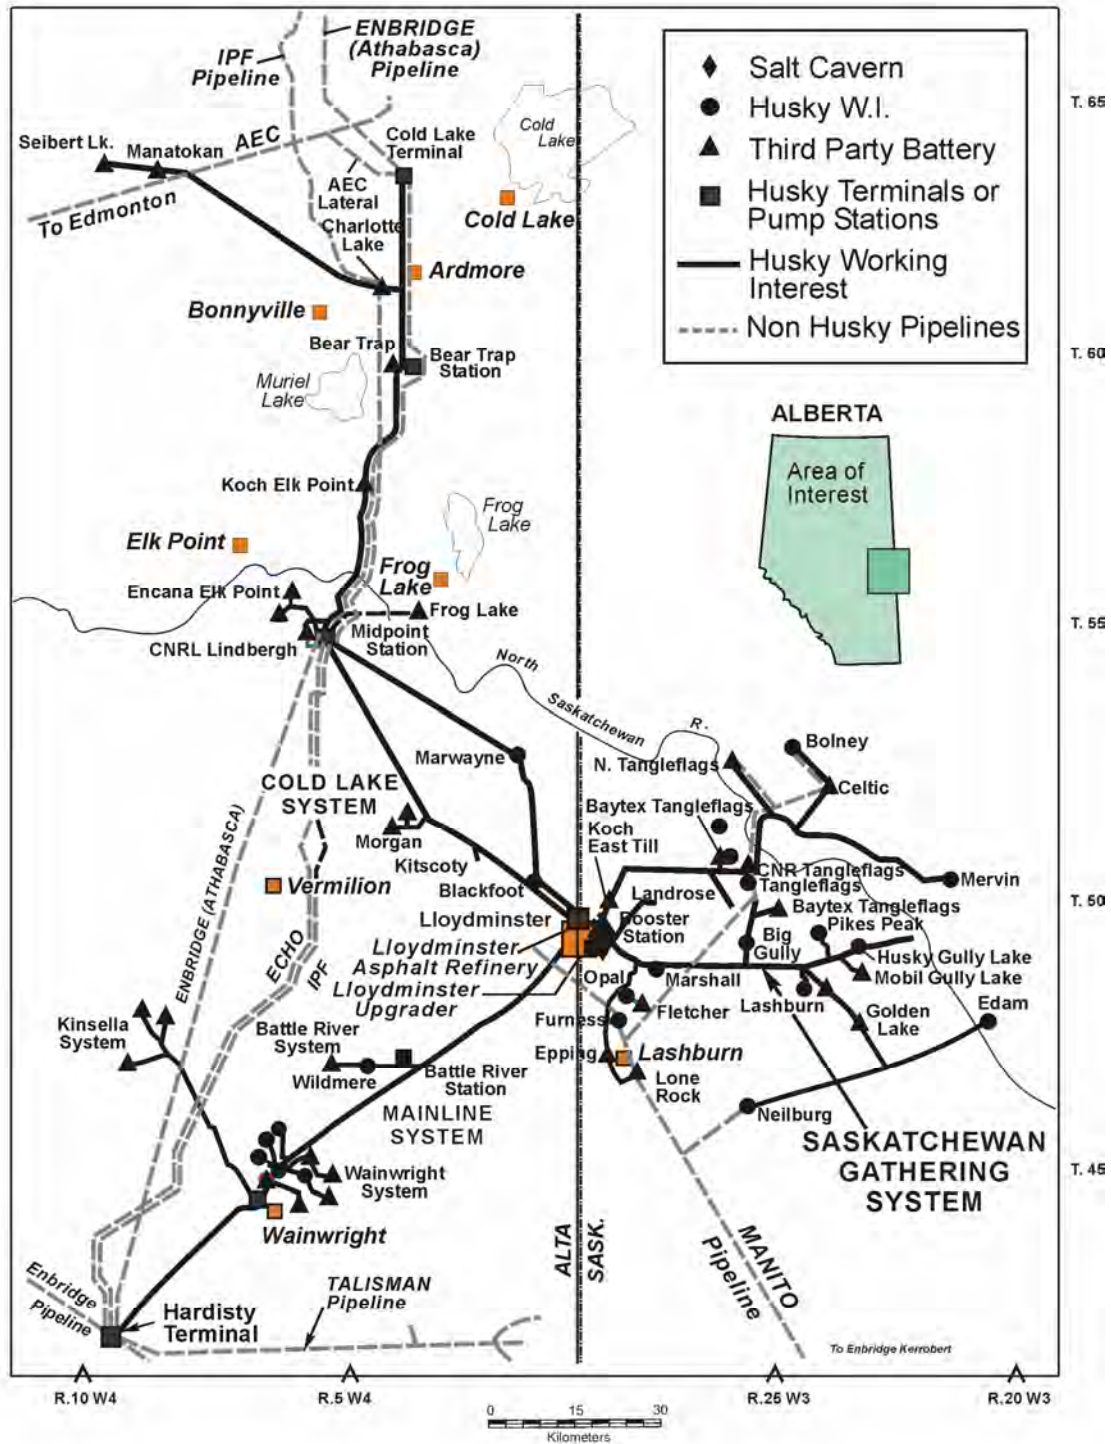 ENBRIDGE
(Athabasca)
Pipeline
IPF
Pipeline
Salt Cavern
Husky W.I.
Third Party Battery
Husky Terminals or
Pump Stations
Husky Working
Interest
Non Husky Pipelines
T. 65
Seibert Lk.
Manatokan
AEC
Cold Lake
Terminal
Cold
Lake
To Edmonton
AEC
Lateral
Charlotte
Lake
Cold Lake
Ardmore
Bonnyville
Bear Trap
Bear Trap
Station
T. 60
Muriel
Lake
ALBERTA
Area of
Interest
Koch Elk Point
Frog
Lake
Elk Point
Frog
Lake
Encana Elk Point
Frog Lake
Midpoint
Station
CNRL Lindbergh
T. 55
North
Saskatchewan
R.
Marwayne
N. Tangleflags
Bolney
Celtic
COLD LAKE
SYSTEM
Baytex Tangleflags
Koch
East Till
Morgan
Kitscoty
CNR Tangleflags
Tangleflags
Mervin
ENBRIDGE (ATHABASCA)
Vermilion
Blackfoot
Landrose
Baytex Tangleflags
T. 50
Lloydminster
Booster
Station
Pikes Peak
Lloydminster
Asphalt Refinery
Big
Gully
Husky Gully Lake
Mobil Gully Lake
Lloydminster
Upgrader
Opal
Marshall
Lashburn
Edam
ECHO
IPF
Golden
Lake
Kinsella
System
Battle River
System
Furness
Fletcher
Wildmere
Battle River
Station
Epping
Lashburn
Lone
Rock
MAINLINE
SYSTEM
Neilburg
SASKATCHEWAN
GATHERING
SYSTEM
Wainwright
System
T. 45
Wainwright
ALTA
SASK.
MANITO
Pipeline
Enbridge
Pipeline
Hardisty
Terminal
TALISMAN
Pipeline
To Enbridge Kerrobert
R.10 W4
R.5 W4
R.25 W3
R.20 W3
0 15 30
Kilometers